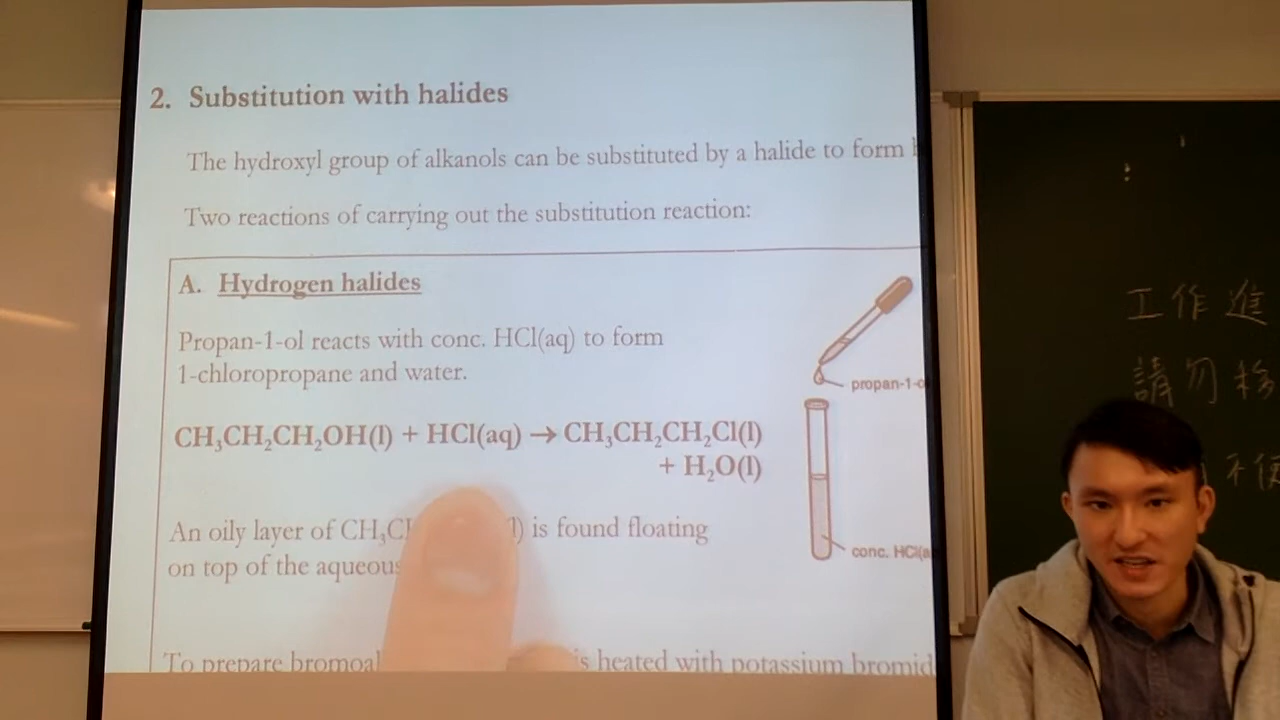 2. Substitution with halides
The hydroxyl group of alkanols can be substituted by a halide to form
Two reactions of carrying out the substitution reaction:
A. Hydrogen halides
Propan-1-ol reacts with conc. HCl(aq) to form
1-chloropropane and water.
CH₃CH₂CH₂OH(l) + HCl(aq) → CH₃CH₂CH₂Cl(l)
+ H₂O(l)
An oily layer of CH₃C l) is found floating
on top of the aqueous
To prepare bromoal is heated with potassium bromid
propan-1-o
conc. HCl(a
工作進
請勿移
不便